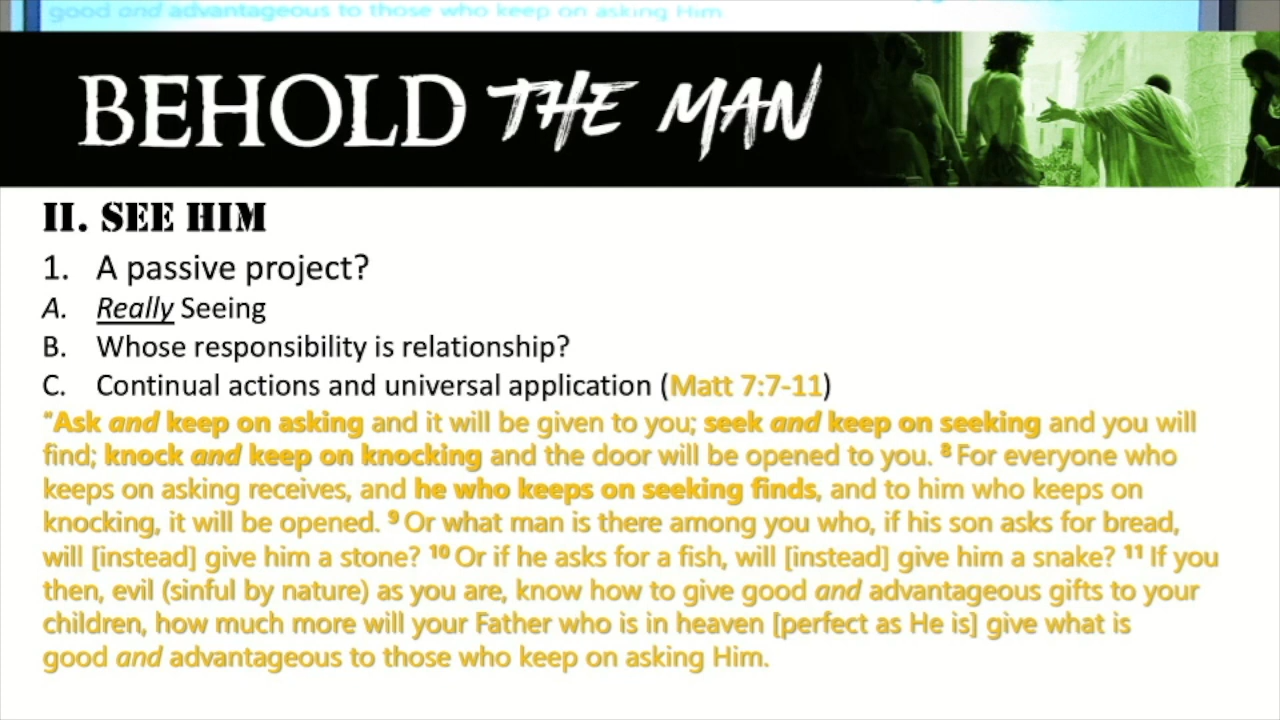 good and advantageous to those who keep on asking Him
BEHOLD THE MAN
II. SEE HIM
1. A passive project?
A. Really Seeing
B. Whose responsibility is relationship?
C. Continual actions and universal application (Matt 7:7-11)
“Ask and keep on asking and it will be given to you; seek and keep on seeking and you will
find; knock and keep on knocking and the door will be opened to you. 8 For everyone who
keeps on asking receives, and he who keeps on seeking finds, and to him who keeps on
knocking, it will be opened. 9 Or what man is there among you who, if his son asks for bread,
will [instead] give him a stone? 10 Or if he asks for a fish, will [instead] give him a snake? 11 If you
then, evil (sinful by nature) as you are, know how to give good and advantageous gifts to your
children, how much more will your Father who is in heaven [perfect as He is] give what is
good and advantageous to those who keep on asking Him.